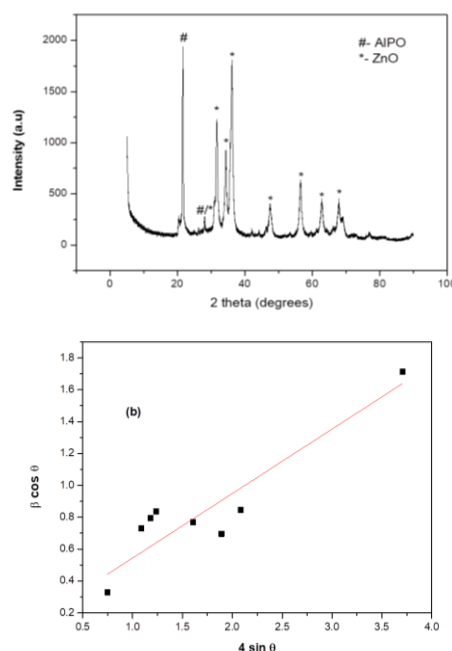 #- AlPO
*- ZnO
#
*
*
*
#/*
*
*
*
*
Intensity (a.u)
2000
1500
1000
500
0
0 20 40 60 80 100
2 theta (degrees)
(b)
β cos θ
1.8
1.6
1.4
1.2
1.0
0.8
0.6
0.4
0.2
0.5 1.0 1.5 2.0 2.5 3.0 3.5 4.0
4 sin θ